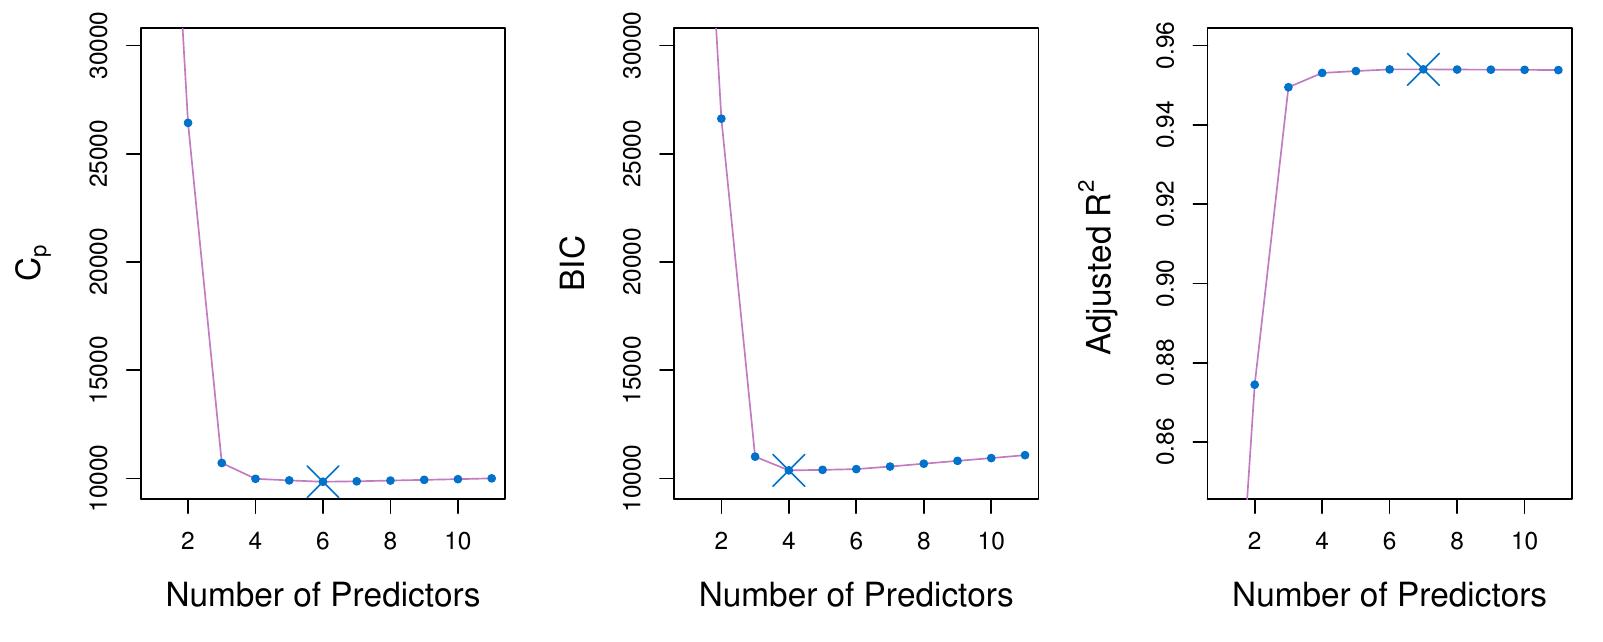 C_p
30000
25000
20000
15000
10000
2 4 6 8 10
Number of Predictors
BIC
30000
25000
20000
15000
10000
2 4 6 8 10
Number of Predictors
Adjusted R²
0.96
0.94
0.92
0.90
0.88
0.86
2 4 6 8 10
Number of Predictors